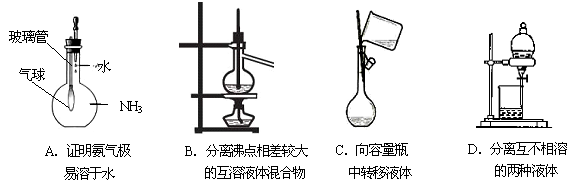 玻璃管
水
气球
NH₃
A．证明氨气极
易溶于水
B．分离沸点相差较大
的互溶液体混合物
C．向容量瓶
中转移液体
D．分离互不相溶
的两种液体